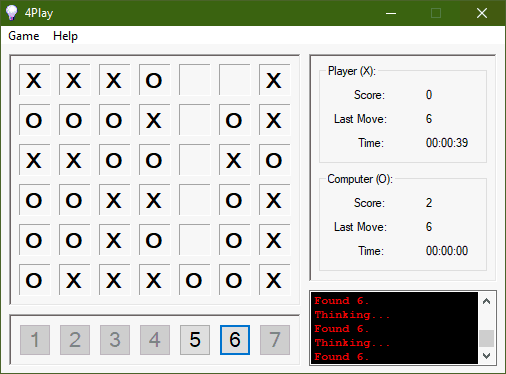 4Play
Game Help
X X X O X
O O O X O X
X X O O X O
O O X X O X
O O X O O X
O X X X O O X
1 2 3 4 5 6 7
Player (X):
Score: 0
Last Move: 6
Time: 00:00:39
Computer (O):
Score: 2
Last Move: 6
Time: 00:00:00
Found 6.
Thinking...
Found 6.
Thinking...
Found 6.